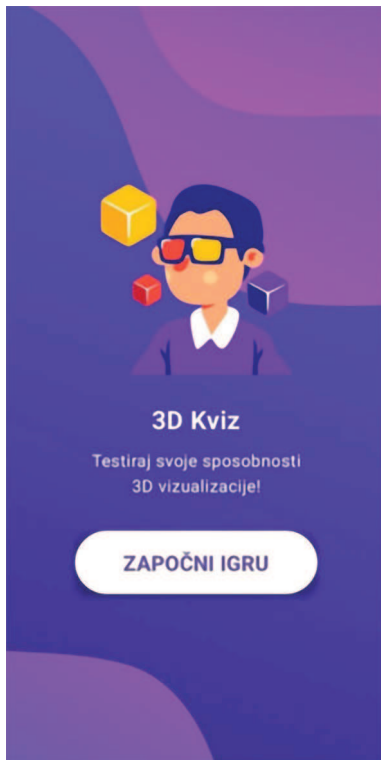 3D Kviz
Testiraj svoje sposobnosti
3D vizualizacije!
ZAPOČNI IGRU